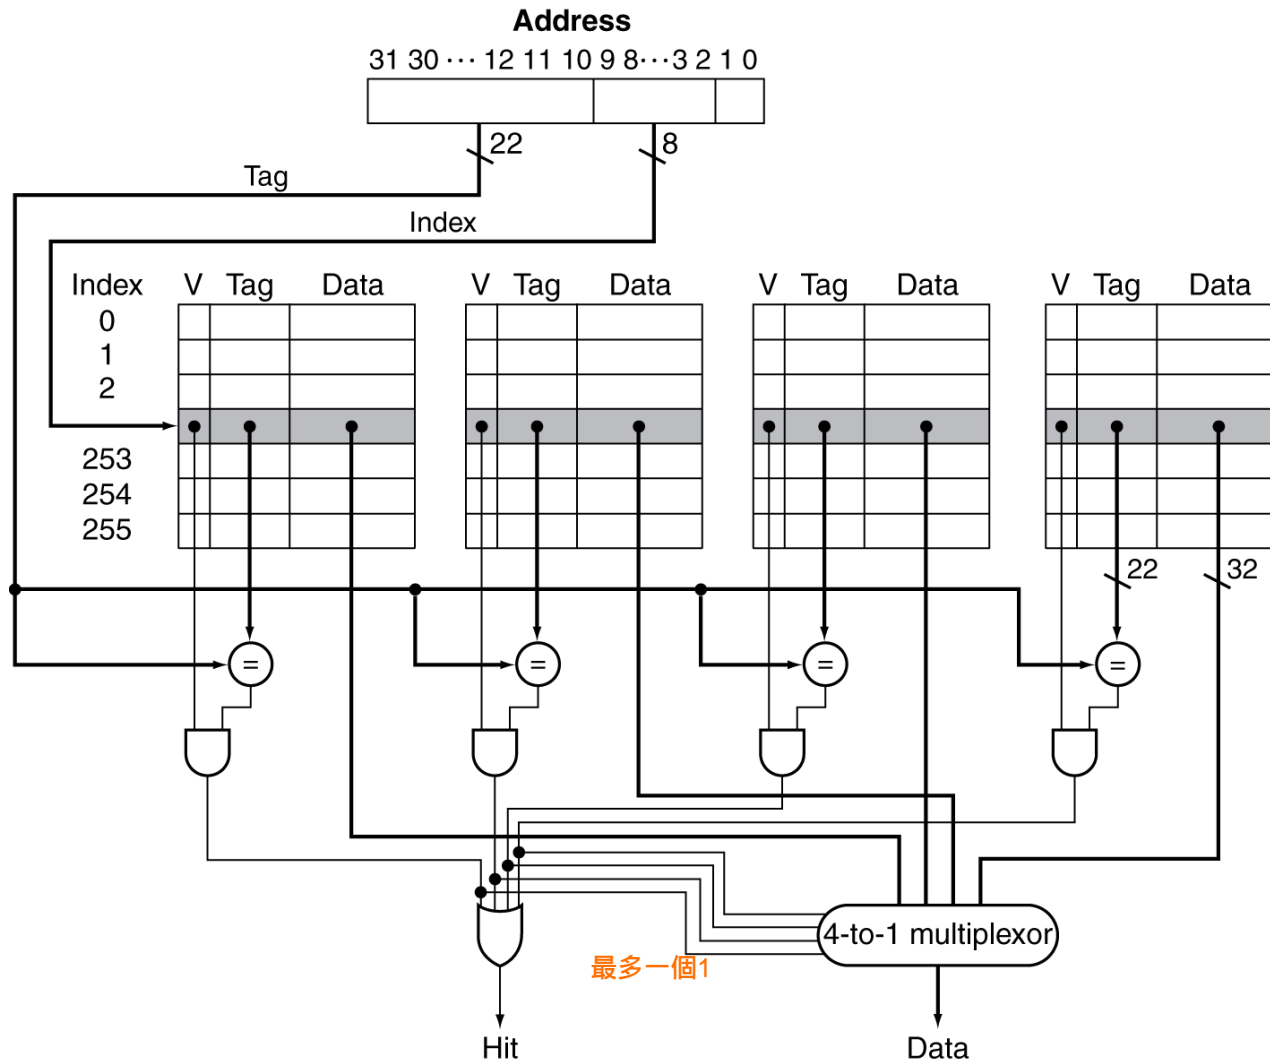 Address
31 30 ··· 12 11 10 9 8···3 2 1 0
22
8
Tag
Index
Index V Tag Data V Tag Data V Tag Data V Tag Data
0
1
2
253
254
255
22
32
= = = =
4-to-1 multiplexor
最多一個1
Hit
Data